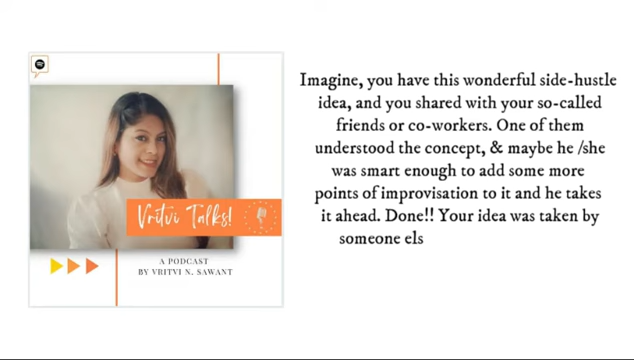 Vritvi Talks!
A PODCAST
BY VRITVI N. SAWANT
Imagine, you have this wonderful side-hustle
idea, and you shared with your so-called
friends or co-workers. One of them
understood the concept, & maybe he /she
was smart enough to add some more
points of improvisation to it and he takes
it ahead. Done!! Your idea was taken by
someone els